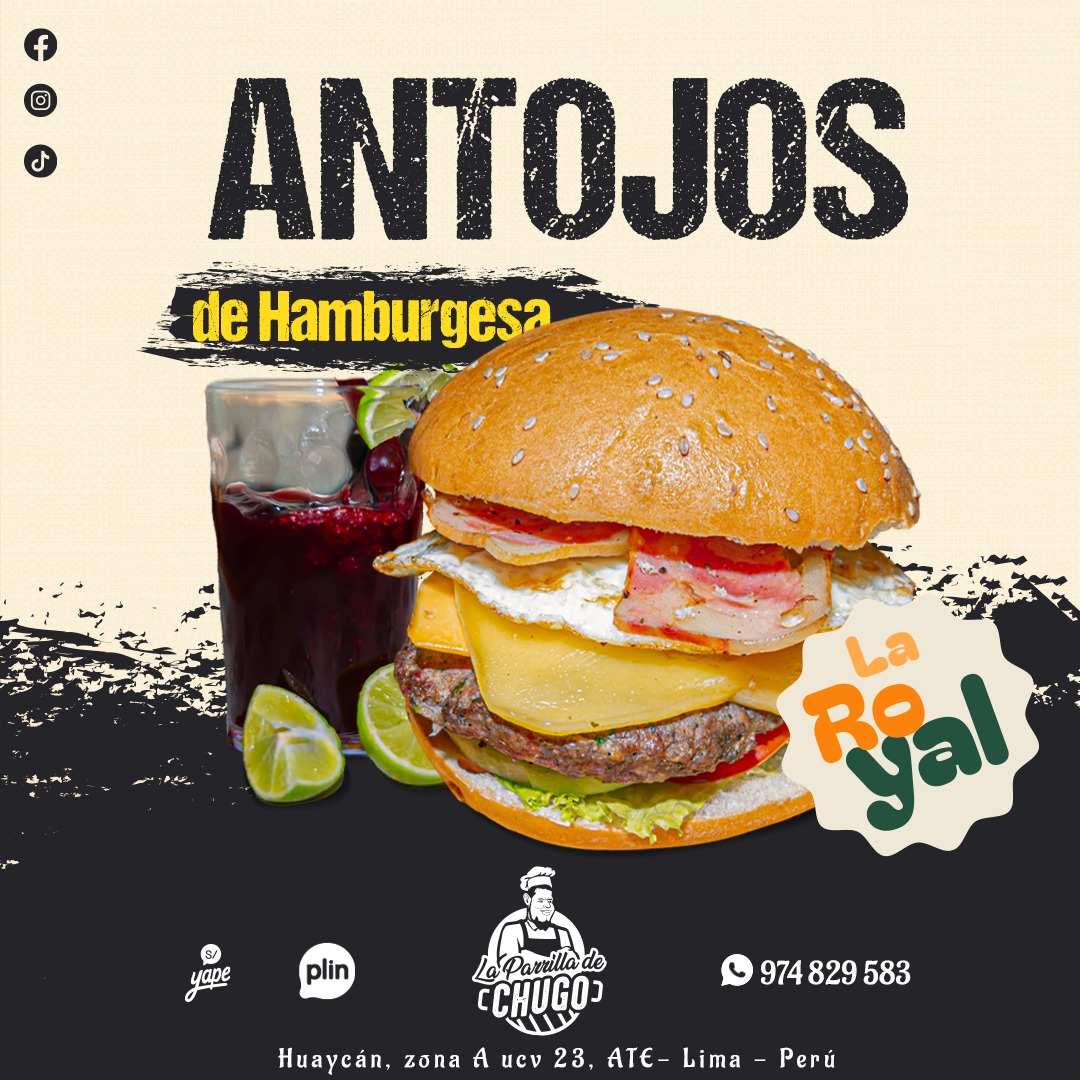 ANTOJOS
de Hamburgesa
La
Ro
yal
S/
yape
plin
La Parrilla de
CHUGO
974 829 583
Huaycán, zona A ucv 23, ATE- Lima - Perú